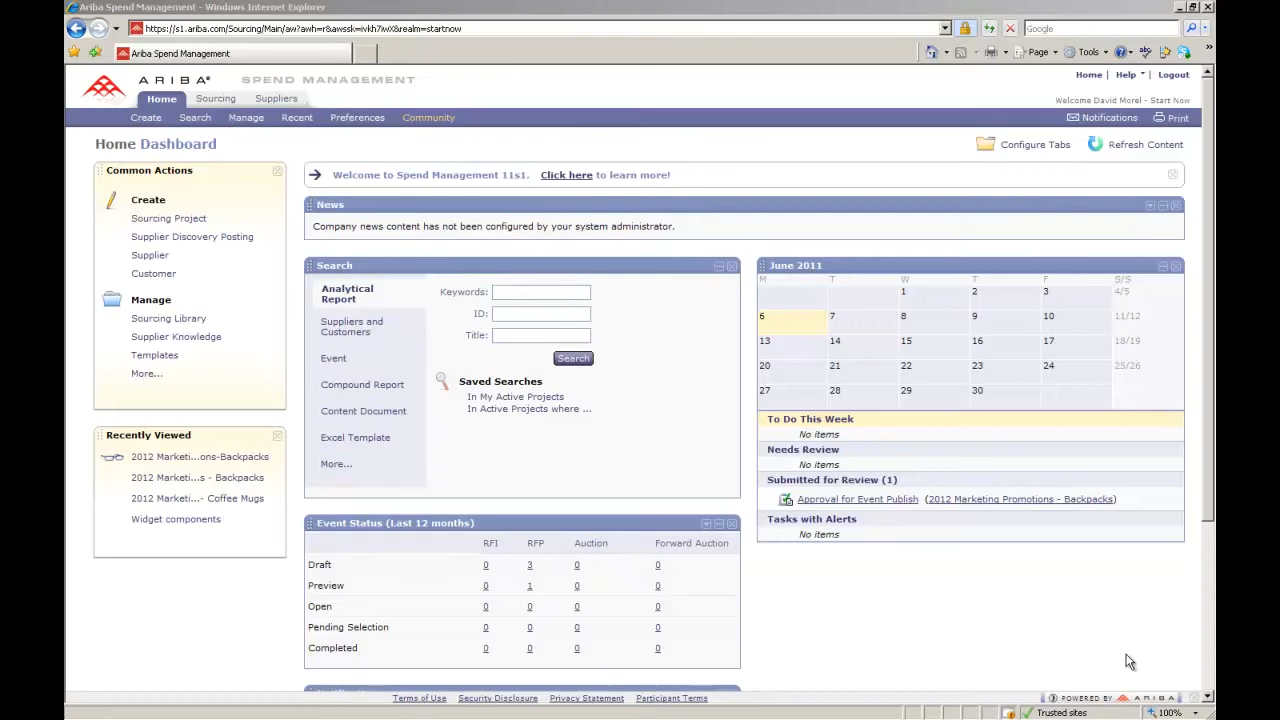 Ariba Spend Management - Windows Internet Explorer
https://s1.ariba.com/Sourcing/Main/aw?awh=r&awssk=ivkh7iwX&realm=startnow
Google
Ariba Spend Management
Page
Tools
ARIBA SPEND MANAGEMENT
Home Help Logout
Home Sourcing Suppliers
Welcome David Morel - Start Now
Create Search Manage Recent Preferences Community
Notifications Print
Home Dashboard
Configure Tabs Refresh Content
Common Actions
Create
Sourcing Project
Supplier Discovery Posting
Supplier
Customer
Manage
Sourcing Library
Supplier Knowledge
Templates
More...
Recently Viewed
2012 Marketi...ons-Backpacks
2012 Marketi...s - Backpacks
2012 Marketi...- Coffee Mugs
Widget components
Welcome to Spend Management 11s1. Click here to learn more!
News
Company news content has not been configured by your system administrator.
Search
Analytical
Report
Suppliers and
Customers
Event
Compound Report
Content Document
Excel Template
More...
Keywords:
ID:
Title:
Search
Saved Searches
In My Active Projects
In Active Projects where ...
Event Status (Last 12 months)
RFI RFP Auction Forward Auction
Draft 0 3 0 0
Preview 0 1 0 0
Open 0 0 0 0
Pending Selection 0 0 0 0
Completed 0 0 0 0
June 2011
M T W T F S/S
1 2 3 4/5
6 7 8 9 10 11/12
13 14 15 16 17 18/19
20 21 22 23 24 25/26
27 28 29 30
To Do This Week
No items
Needs Review
No items
Submitted for Review (1)
Approval for Event Publish (2012 Marketing Promotions - Backpacks)
Tasks with Alerts
No items
Terms of Use Security Disclosure Privacy Statement Participant Terms
POWERED BY ARIBA
Trusted sites 100%